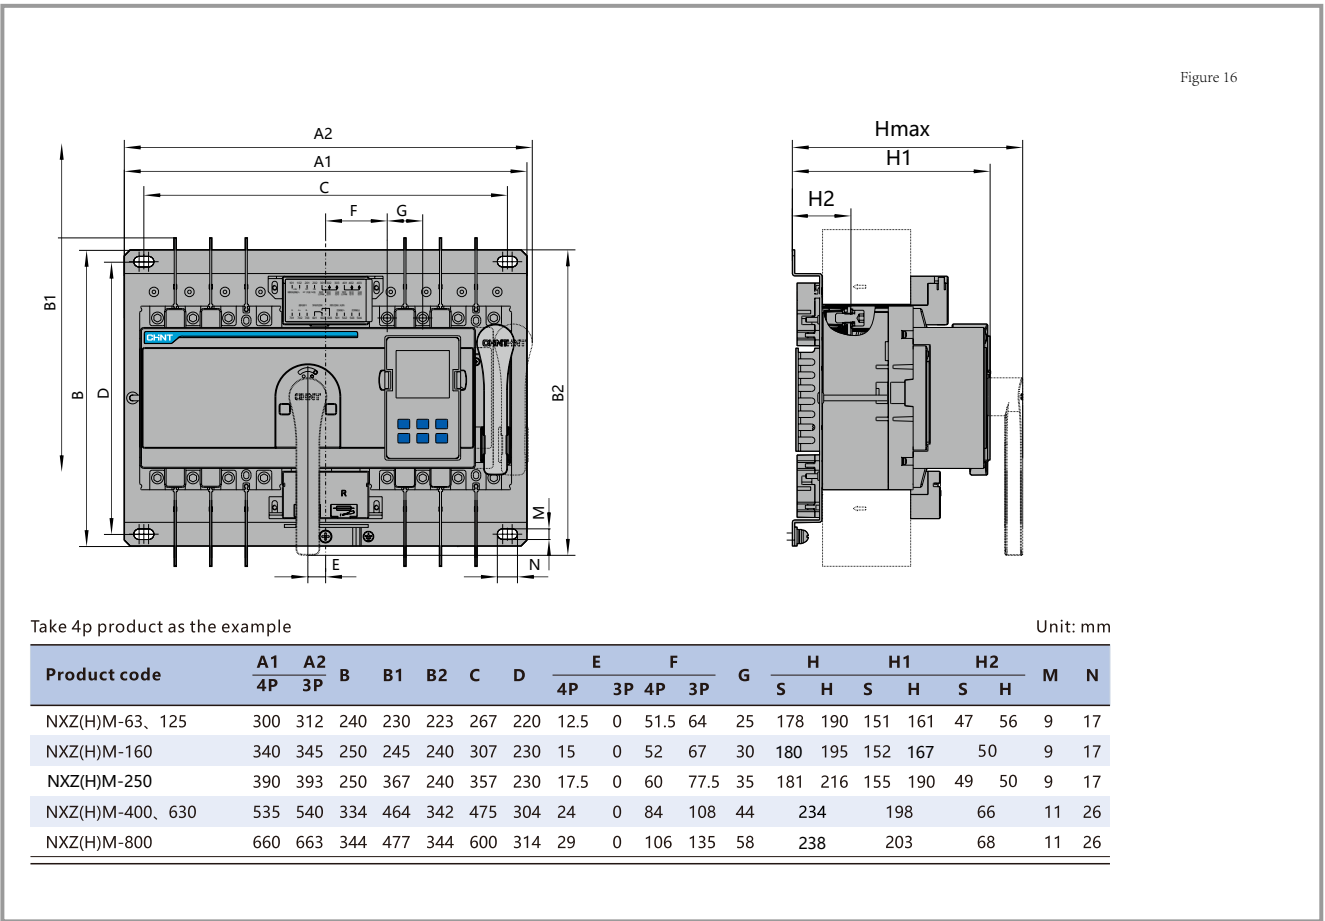 Figure 16
A2
A1
C
F
G
B1
B
D
B2
CHNT
CHNT
CHNT
R
M
E
N
Hmax
H1
H2
Take 4p product as the example
Unit: mm
Product code A1 A2 B B1 B2 C D E F G H H1 H2 M N
4P 3P 4P 3P 4P 3P S H S H S H
NXZ(H)M-63、125 300 312 240 230 223 267 220 12.5 0 51.5 64 25 178 190 151 161 47 56 9 17
NXZ(H)M-160 340 345 250 245 240 307 230 15 0 52 67 30 180 195 152 167 50 9 17
NXZ(H)M-250 390 393 250 367 240 357 230 17.5 0 60 77.5 35 181 216 155 190 49 50 9 17
NXZ(H)M-400、630 535 540 334 464 342 475 304 24 0 84 108 44 234 198 66 11 26
NXZ(H)M-800 660 663 344 477 344 600 314 29 0 106 135 58 238 203 68 11 26